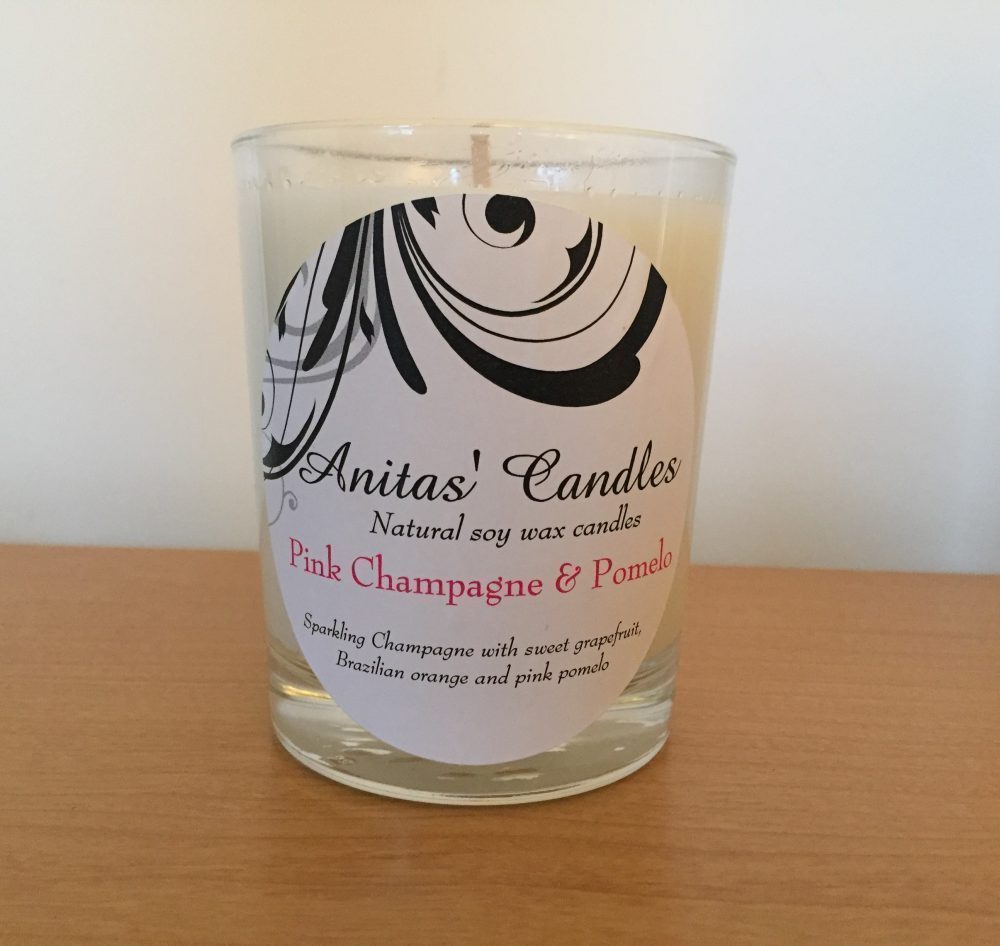 Anitas' Candles
Natural soy wax candles
Pink Champagne & Pomelo
Sparkling Champagne with sweet grapefruit,
Brazilian orange and pink pomelo